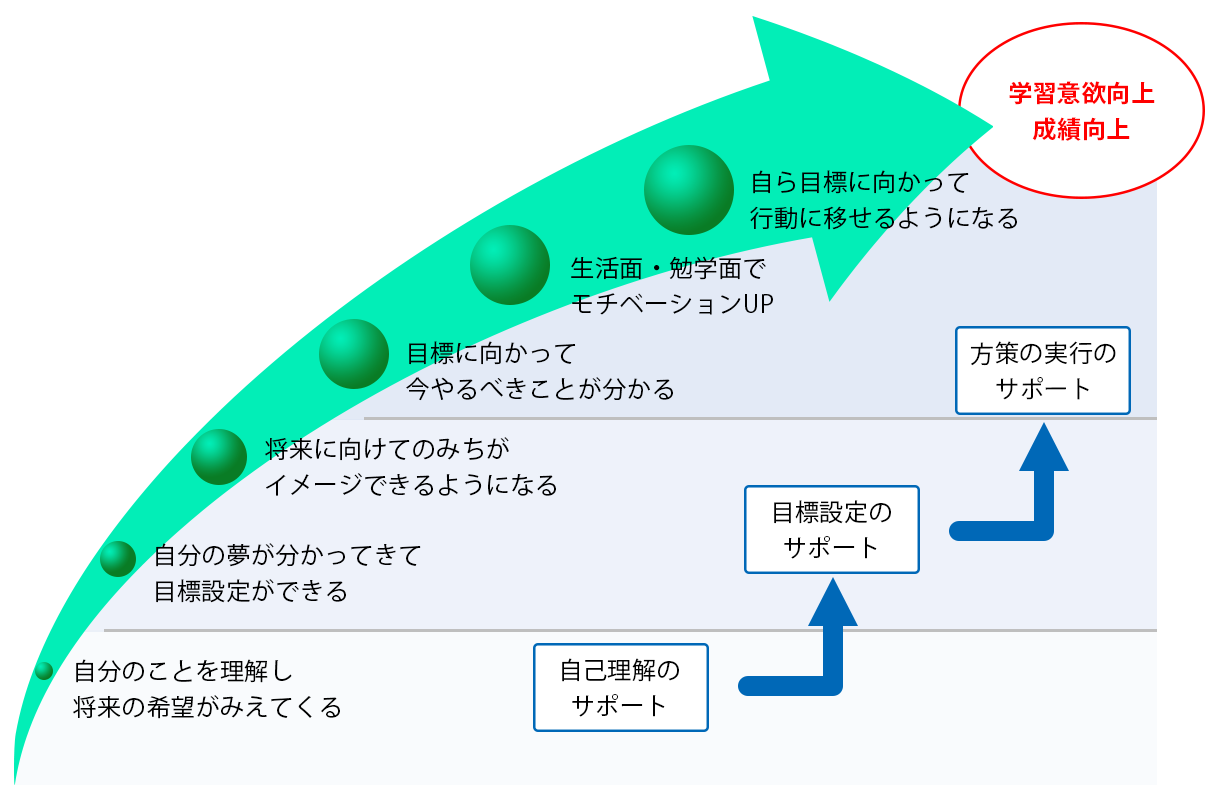 学習意欲向上
成績向上
自ら目標に向かって
行動に移せるようになる
生活面・勉学面で
モチベーションUP
目標に向かって
今やるべきことが分かる
方策の実行の
サポート
将来に向けてのみちが
イメージできるようになる
目標設定の
サポート
自分の夢が分かってきて
目標設定ができる
自己理解の
サポート
自分のことを理解し
将来の希望がみえてくる